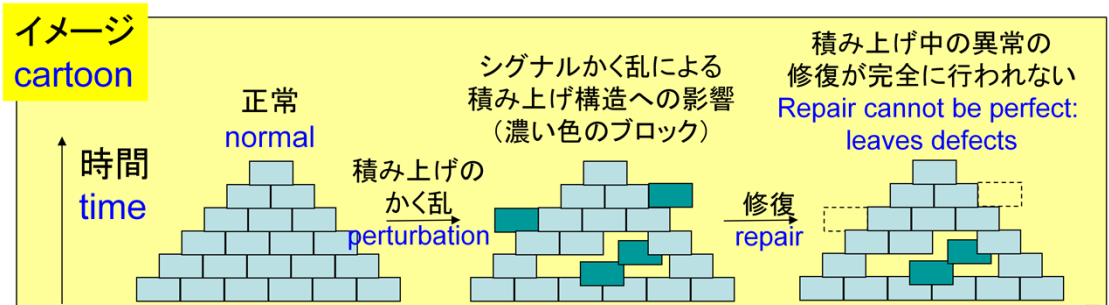 イメージ
cartoon
時間
time
正常
normal
積み上げの
かく乱
perturbation
シグナルかく乱による
積み上げ構造への影響
（濃い色のブロック）
修復
repair
積み上げ中の異常の
修復が完全に行われない
Repair cannot be perfect:
leaves defects